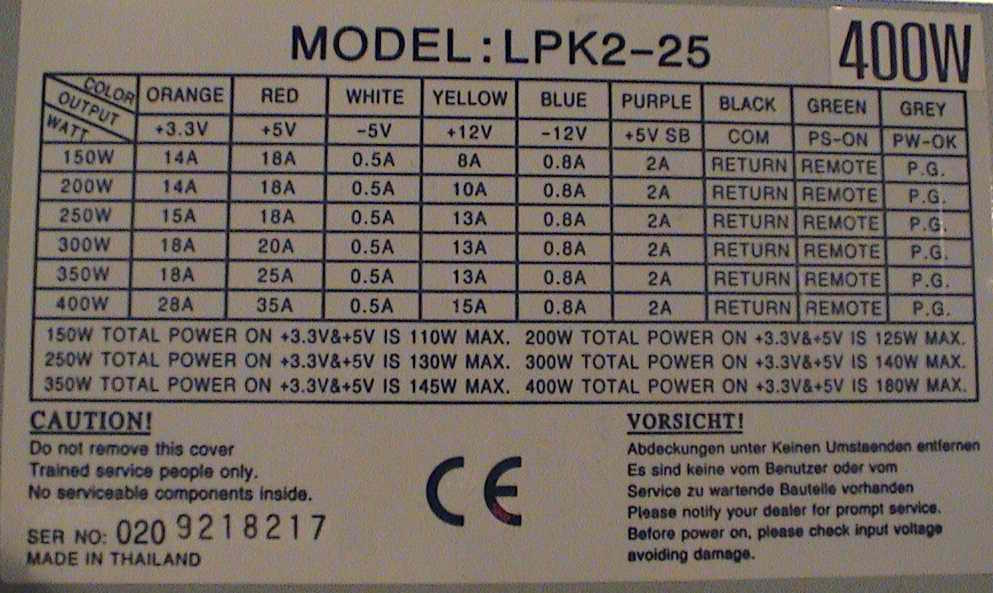 MODEL: LPK2-25
400W
COLOR OUTPUT WATT ORANGE RED WHITE YELLOW BLUE PURPLE BLACK GREEN GREY
+3.3V +5V -5V +12V -12V +5V SB COM PS-ON PW-OK
150W 14A 18A 0.5A 8A 0.8A 2A RETURN REMOTE P.G.
200W 14A 18A 0.5A 10A 0.8A 2A RETURN REMOTE P.G.
250W 15A 18A 0.5A 13A 0.8A 2A RETURN REMOTE P.G.
300W 18A 20A 0.5A 13A 0.8A 2A RETURN REMOTE P.G.
350W 18A 25A 0.5A 13A 0.8A 2A RETURN REMOTE P.G.
400W 28A 35A 0.5A 15A 0.8A 2A RETURN REMOTE P.G.
150W TOTAL POWER ON +3.3V&+5V IS 110W MAX. 200W TOTAL POWER ON +3.3V&+5V IS 125W MAX.
250W TOTAL POWER ON +3.3V&+5V IS 130W MAX. 300W TOTAL POWER ON +3.3V&+5V IS 140W MAX.
350W TOTAL POWER ON +3.3V&+5V IS 145W MAX. 400W TOTAL POWER ON +3.3V&+5V IS 180W MAX.
CAUTION!
Do not remove this cover
Trained service people only.
No serviceable components inside.
SER NO: 020 9218217
MADE IN THAILAND
CE
VORSICHT!
Abdeckungen unter Keinen Umstaenden entfernen
Es sind keine vom Benutzer oder vom
Service zu wartende Bauteile vorhanden
Please notify your dealer for prompt service.
Before power on, please check input voltage
avoiding damage.